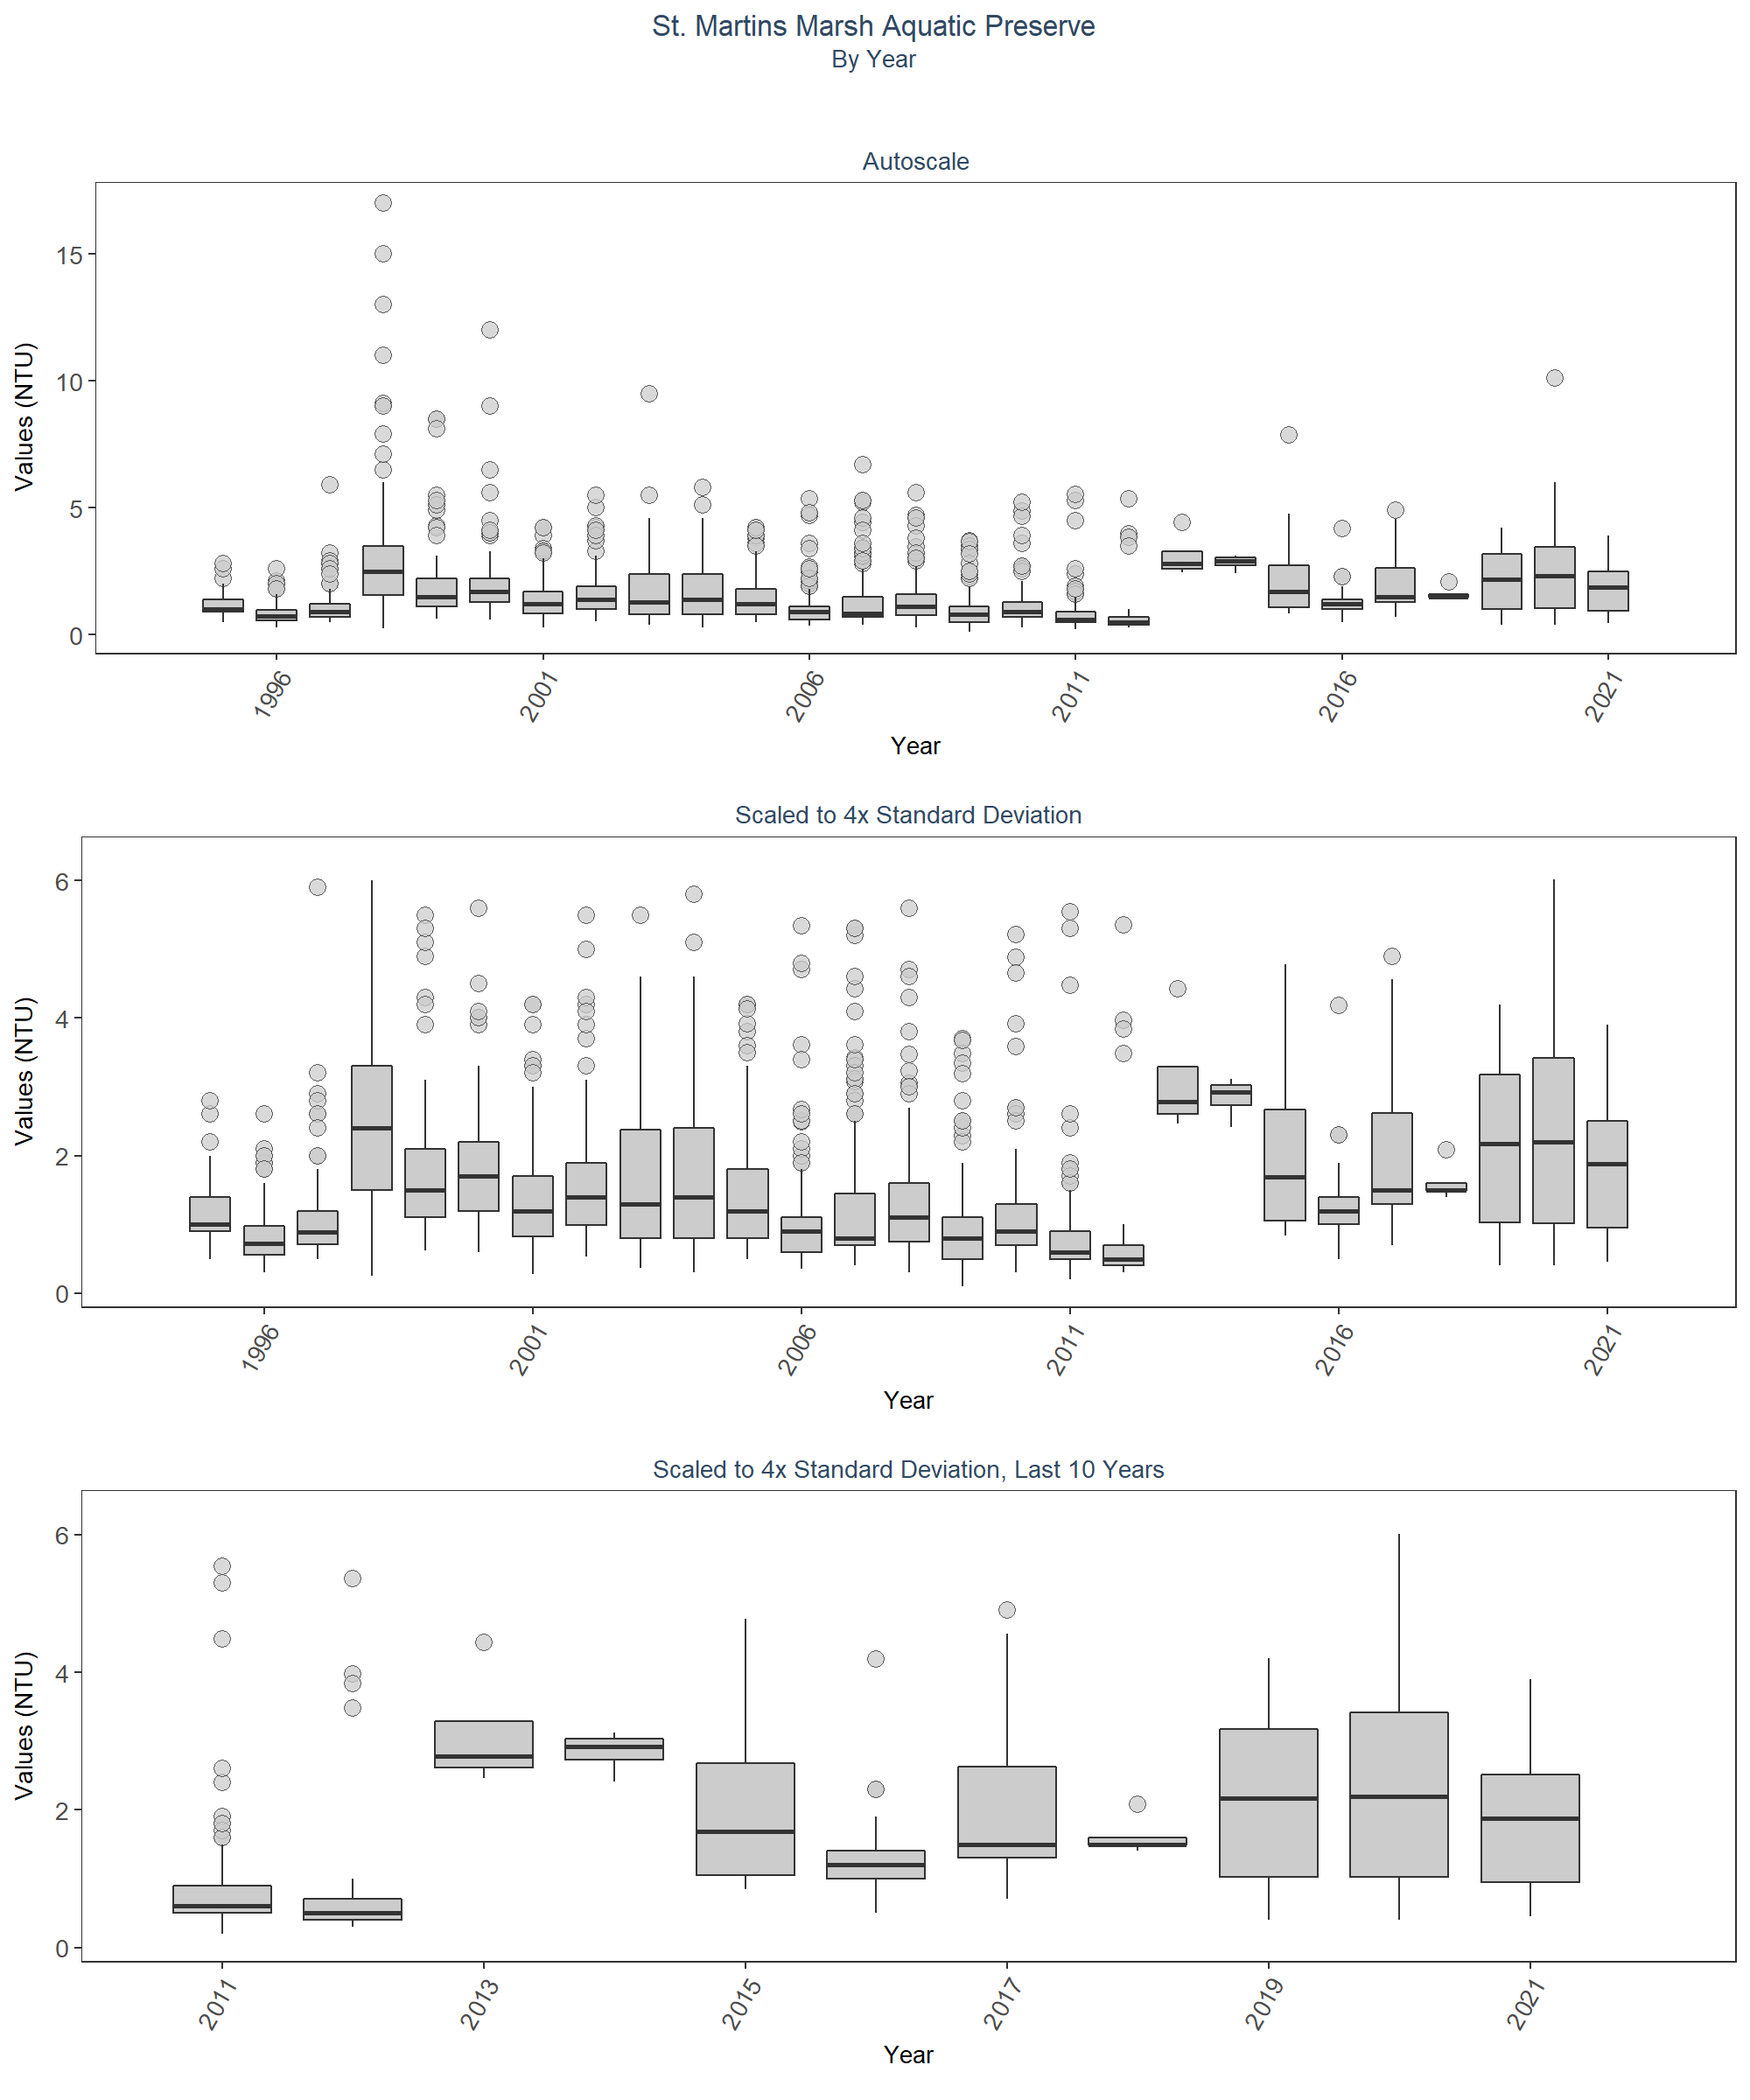 St. Martins Marsh Aquatic Preserve
By Year
Autoscale
Values (NTU)
15
10
5
0
1996
2001
2006
2011
2016
2021
Year
Scaled to 4x Standard Deviation
Values (NTU)
6
4
2
0
1996
2001
2006
2011
2016
2021
Year
Scaled to 4x Standard Deviation, Last 10 Years
Values (NTU)
6
4
2
0
2011
2013
2015
2017
2019
2021
Year